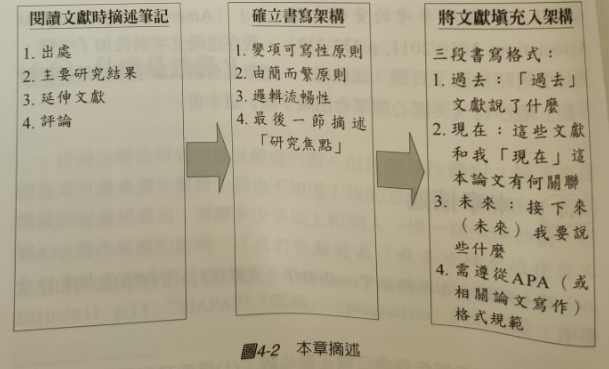 閱讀文獻時摘述筆記
1. 出處
2. 主要研究結果
3. 延伸文獻
4. 評論
確立書寫架構
1. 變項可寫性原則
2. 由簡而繁原則
3. 邏輯流暢性
4. 最後一節摘述
「研究焦點」
將文獻填充入架構
三段書寫格式：
1. 過去：「過去」
文獻說了什麼
2. 現在：這些文獻
和我「現在」這
本論文有何關聯
3. 未來：接下來
（未來）我要說
些什麼
4. 需遵從APA（或
相關論文寫作）
格式規範
圖4-2 本章摘述